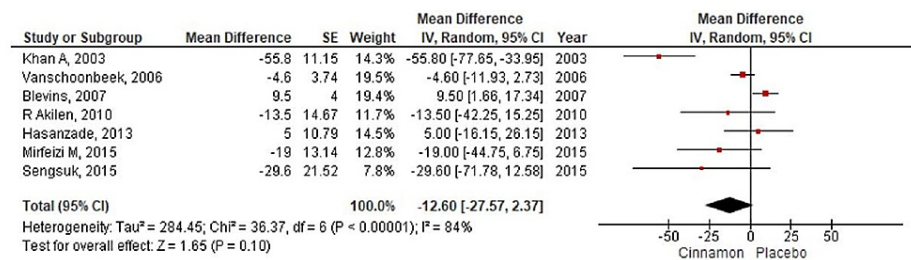 Mean Difference
Mean Difference
Study or Subgroup Mean Difference SE Weight IV, Random, 95% CI Year IV, Random, 95% CI
Khan A, 2003 -55.8 11.15 14.3% -55.80 [-77.65, -33.95] 2003
Vanschoonbeek, 2006 -4.6 3.74 19.5% -4.60 [-11.93, 2.73] 2006
Blevins, 2007 9.5 4 19.4% 9.50 [1.66, 17.34] 2007
R Akilen, 2010 -13.5 14.67 11.7% -13.50 [-42.25, 15.25] 2010
Hasanzade, 2013 5 10.79 14.5% 5.00 [-16.15, 26.15] 2013
Mirfeizi M, 2015 -19 13.14 12.8% -19.00 [-44.75, 6.75] 2015
Sengsuk, 2015 -29.6 21.52 7.8% -29.60 [-71.78, 12.58] 2015
Total (95% CI) 100.0% -12.60 [-27.57, 2.37]
Heterogeneity: Tau² = 284.45; Chi² = 36.37, df = 6 (P < 0.00001); I² = 84%
Test for overall effect: Z = 1.65 (P = 0.10)
-50 -25 0 25 50
Cinnamon Placebo